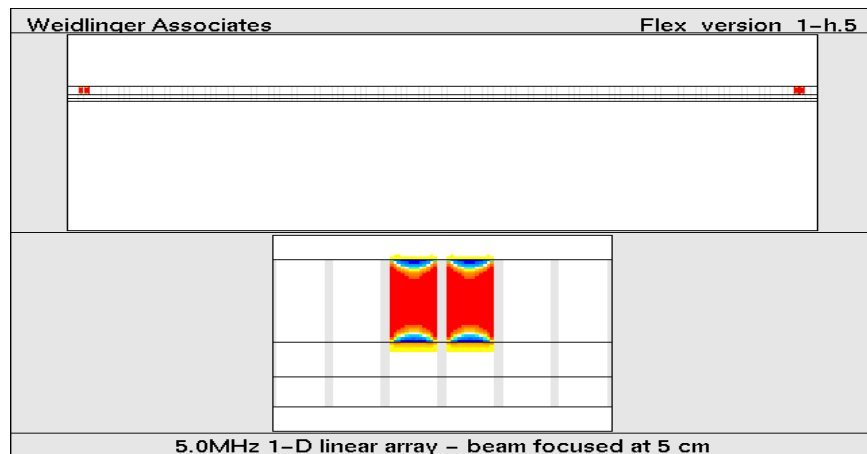 Weidlinger Associates Flex version 1-h.5
5.0MHz 1-D linear array - beam focused at 5 cm